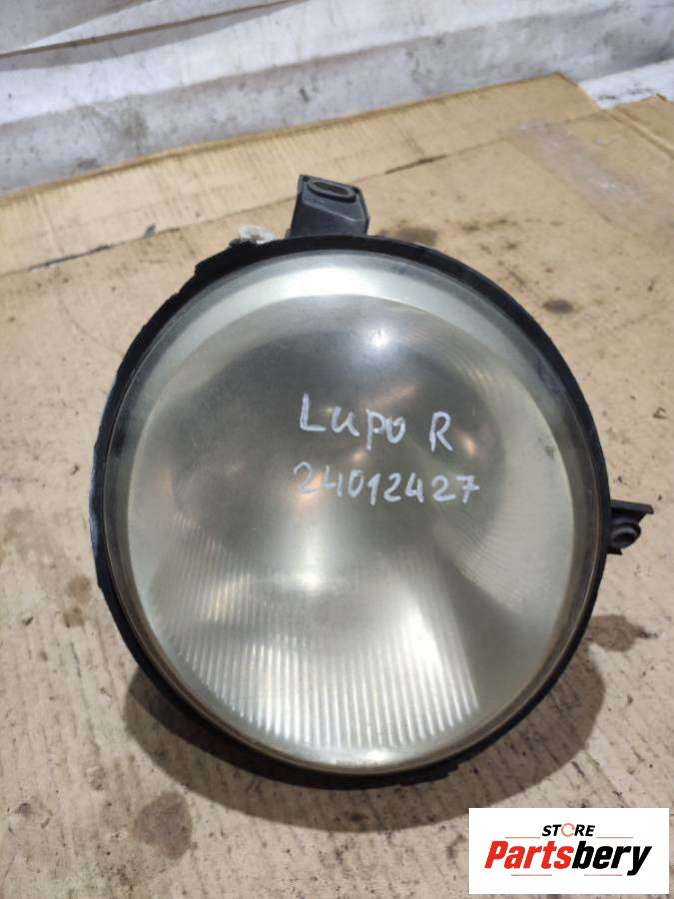 Lupo R
24012427
STORE
Partsbery